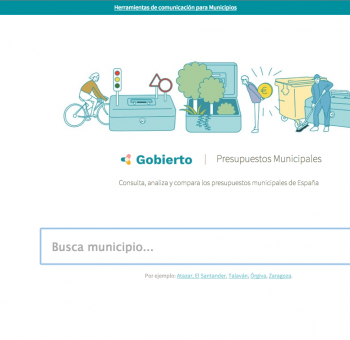 Herramientas de comunicación para Municipios
Gobierto | Presupuestos Municipales
Consulta, analiza y compara los presupuestos municipales de España
Busca municipio...
Por ejemplo: Alazar, El Santander, Talaván, Órgiva, Zaragoza.